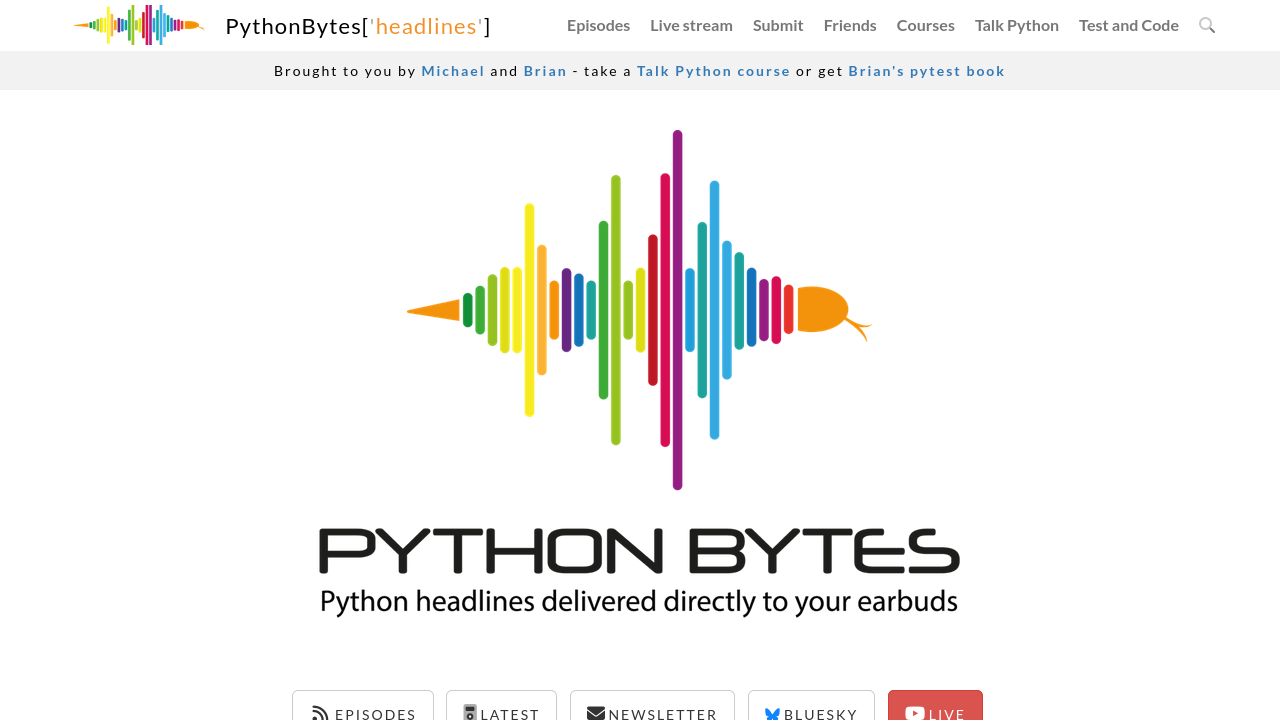 PythonBytes['headlines'] Episodes Live stream Submit Friends Courses Talk Python Test and Code
Brought to you by Michael and Brian - take a Talk Python course or get Brian's pytest book
PYTHON BYTES
Python headlines delivered directly to your earbuds
EPISODES LATEST NEWSLETTER BLUESKY LIVE